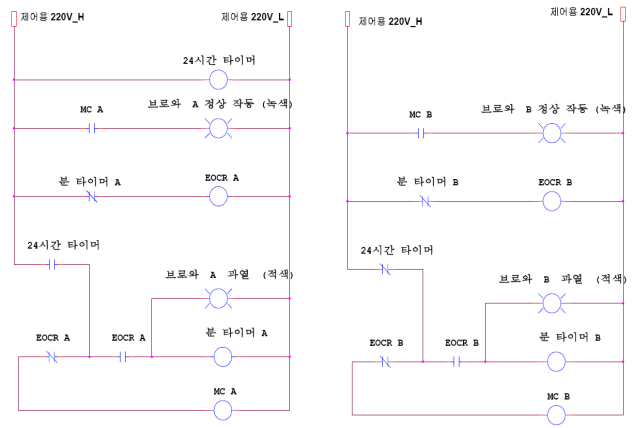 제어용 220V_H
제어용 220V_L
24시간 타이머
MC A
브로와 A 정상 작동 (녹색)
분 타이머 A
EOCR A
24시간 타이머
브로와 A 과열 (적색)
EOCR A
EOCR A
분 타이머 A
MC A
제어용 220V_H
제어용 220V_L
MC B
브로와 B 정상 작동 (녹색)
분 타이머 B
EOCR B
24시간 타이머
브로와 B 과열 (적색)
EOCR B
EOCR B
분 타이머 B
MC B